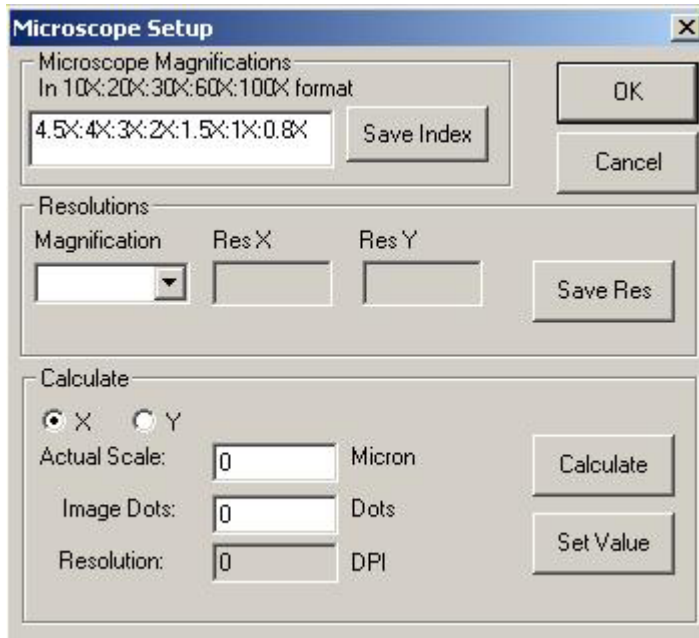 Microscope Setup
Microscope Magnifications
In 10X:20X:30X:60X:100X format
4.5X:4X:3X:2X:1.5X:1X:0.8X
Save Index
OK
Cancel
Resolutions
Magnification Res X Res Y
Save Res
Calculate
X Y
Actual Scale: 0 Micron
Calculate
Image Dots: 0 Dots
Set Value
Resolution: 0 DPI